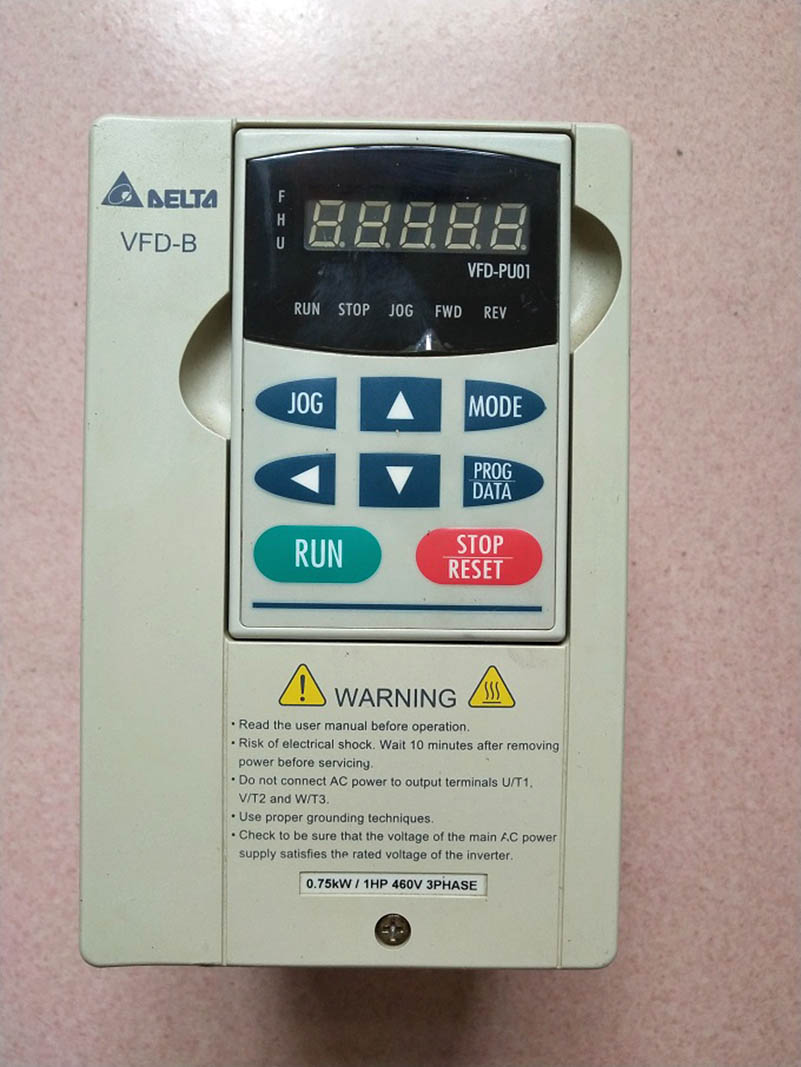 DELTA
VFD-B
F
H
U
VFD-PU01
RUN STOP JOG FWD REV
JOG
MODE
PROG
DATA
RUN
STOP
RESET
WARNING
• Read the user manual before operation.
• Risk of electrical shock. Wait 10 minutes after removing
power before servicing.
• Do not connect AC power to output terminals U/T1,
V/T2 and W/T3.
• Use proper grounding techniques.
• Check to be sure that the voltage of the main AC power
supply satisfies the rated voltage of the inverter.
0.75kW / 1HP 460V 3PHASE